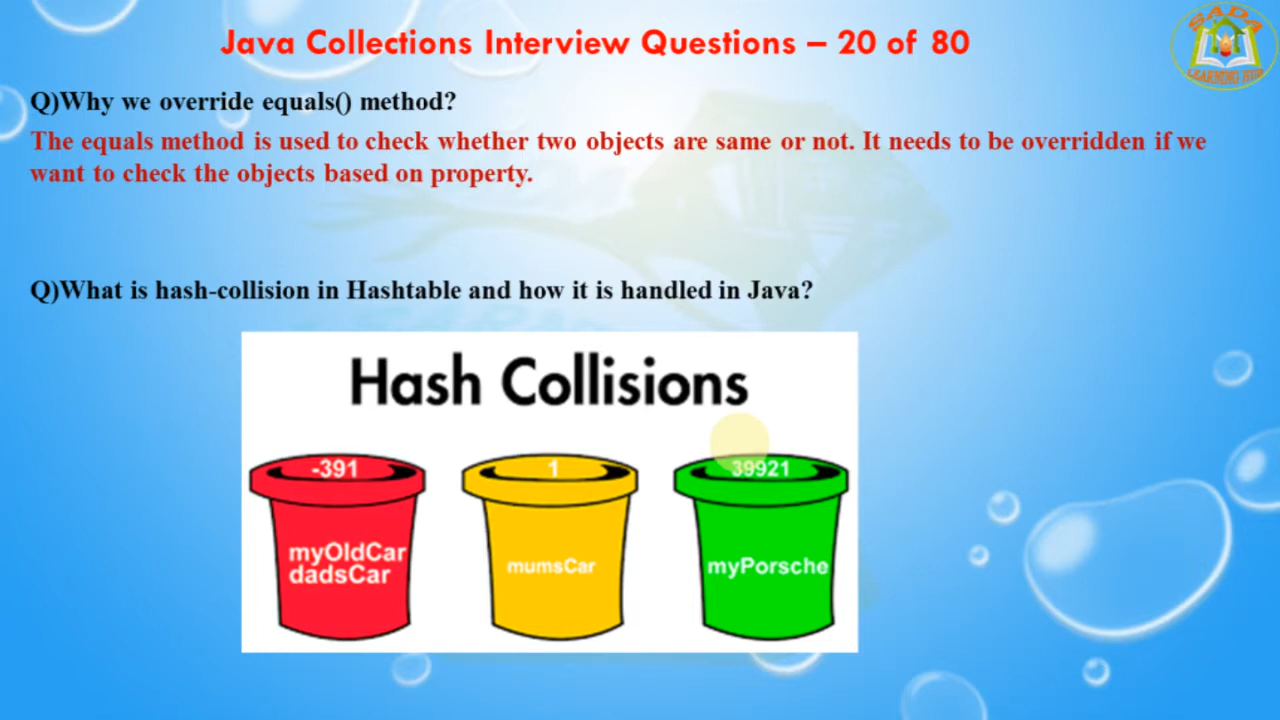 Java Collections Interview Questions – 20 of 80
SADA
LEARNING HUB
Q)Why we override equals() method?
The equals method is used to check whether two objects are same or not. It needs to be overridden if we
want to check the objects based on property.
Q)What is hash-collision in Hashtable and how it is handled in Java?
Hash Collisions
-391
1
39921
myOldCar
dadsCar
mumsCar
myPorsche